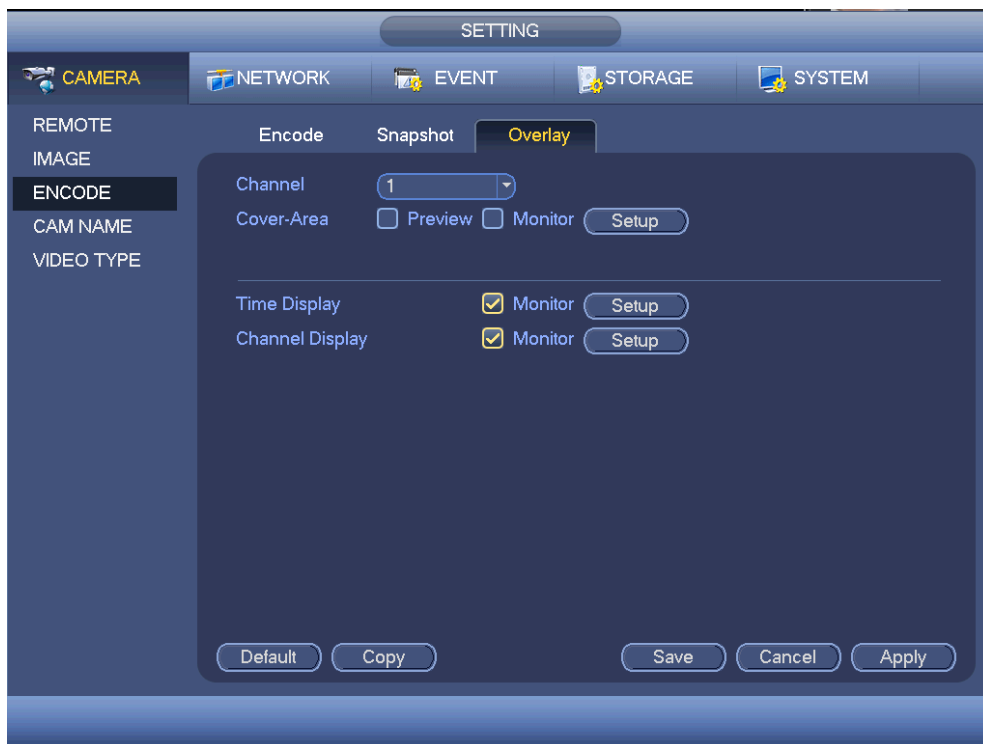 SETTING
CAMERA NETWORK EVENT STORAGE SYSTEM
REMOTE
IMAGE
ENCODE
CAM NAME
VIDEO TYPE
Encode Snapshot Overlay
Channel 1
Cover-Area Preview Monitor Setup
Time Display Monitor Setup
Channel Display Monitor Setup
Default Copy Save Cancel Apply